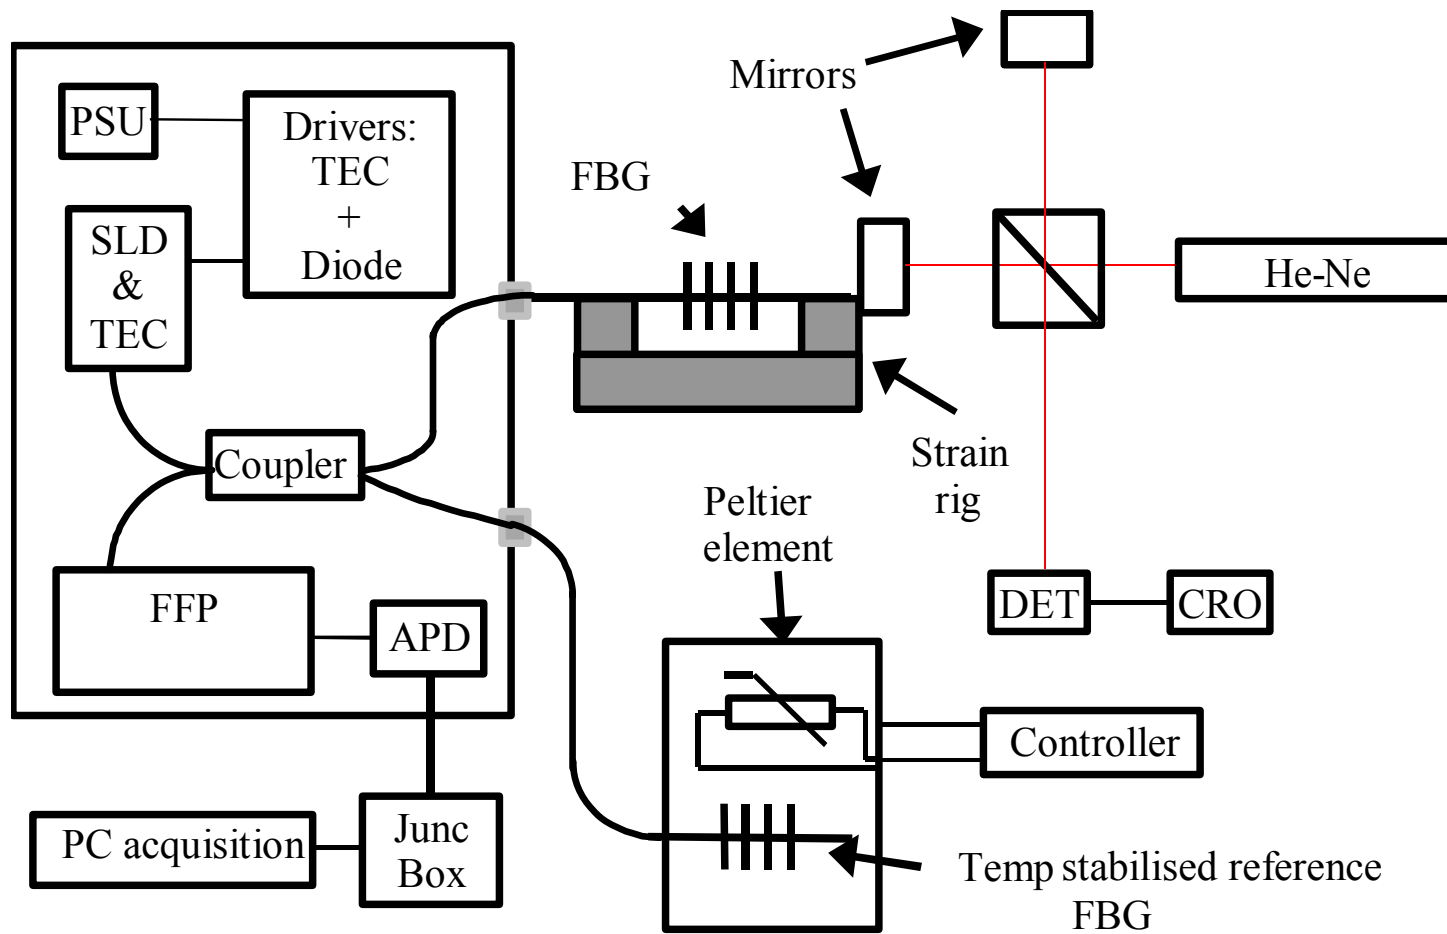 Mirrors
PSU
Drivers:
TEC
+
Diode
FBG
SLD
&
TEC
He-Ne
Coupler
Strain
rig
Peltier
element
FFP
APD
DET
CRO
Controller
PC acquisition
Junc
Box
Temp stabilised reference
FBG